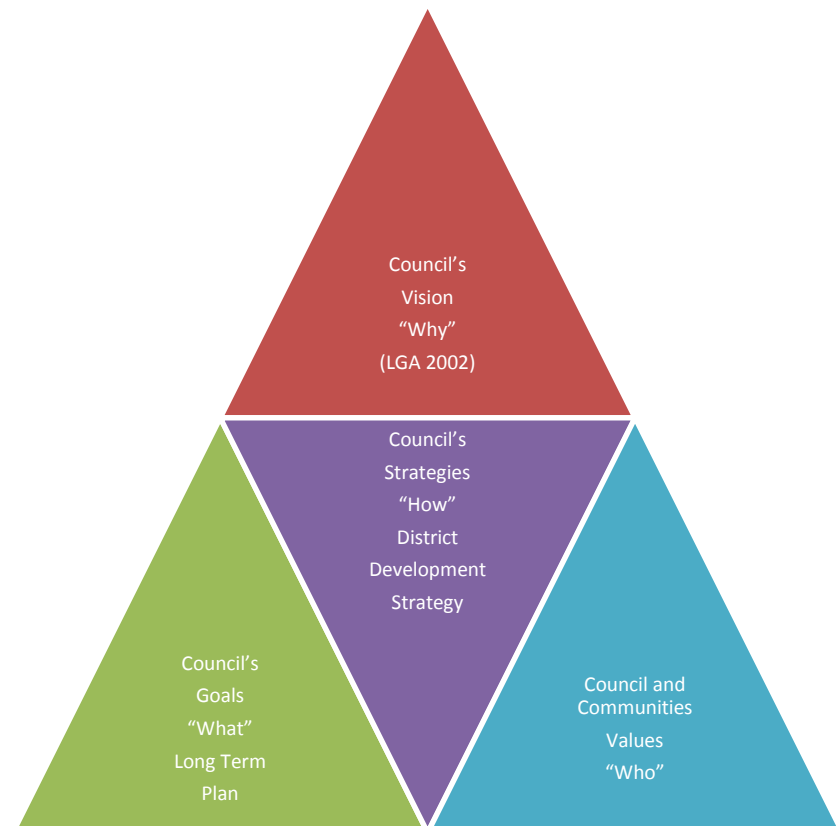 Council’s
Vision
“Why”
(LGA 2002)
Council’s
Strategies
“How”
District
Development
Strategy
Council’s
Goals
“What”
Long Term
Plan
Council and
Communities
Values
“Who”